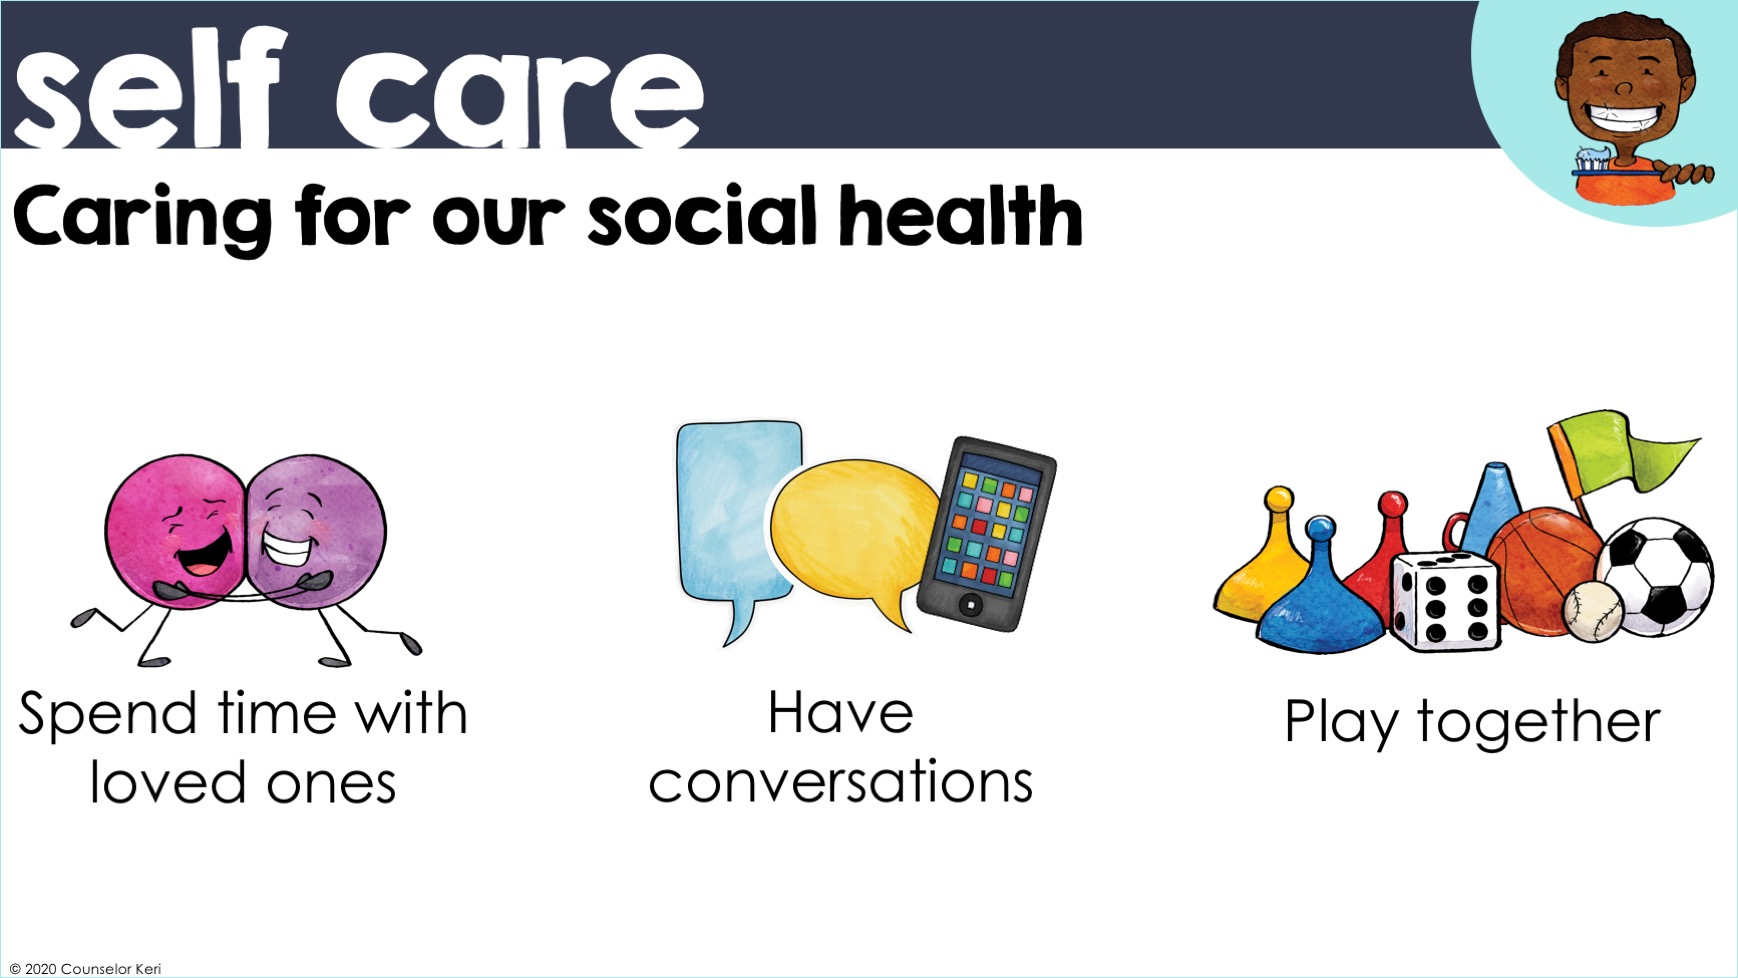 self care
Caring for our social health
Spend time with
loved ones
Have
conversations
Play together
© 2020 Counselor Keri